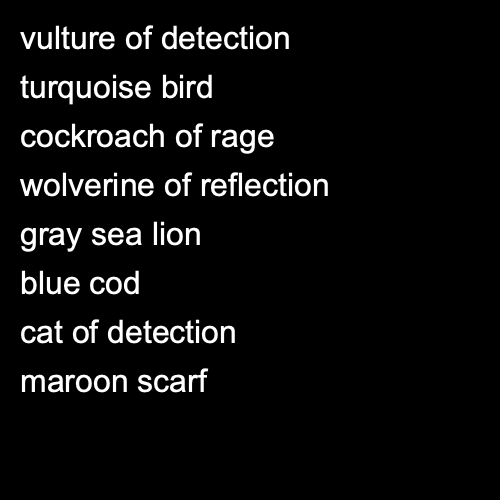 vulture of detection
turquoise bird
cockroach of rage
wolverine of reflection
gray sea lion
blue cod
cat of detection
maroon scarf